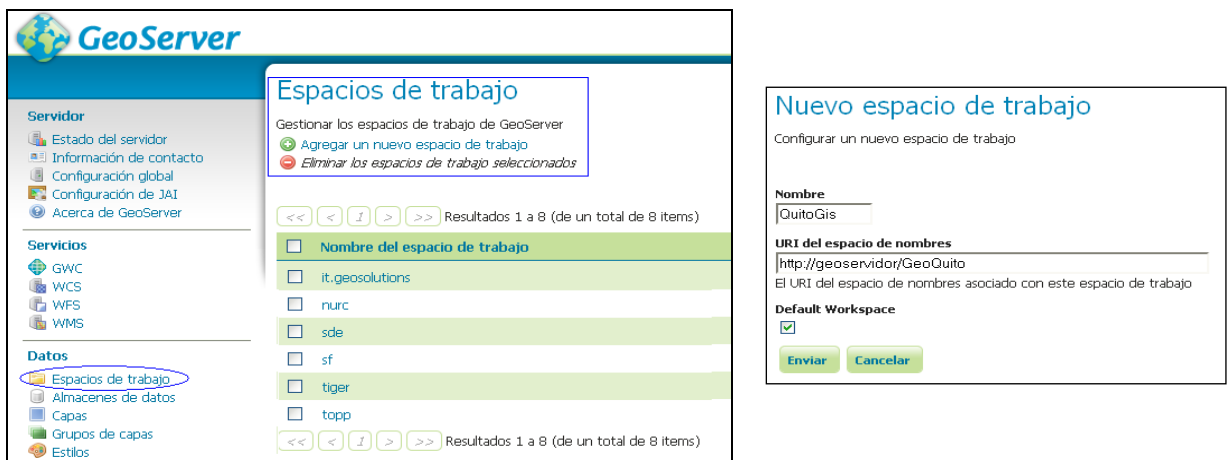 GeoServer
Servidor
Estado del servidor
Información de contacto
Configuración global
Configuración de JAI
Acerca de GeoServer
Servicios
GWC
WCS
WFS
WMS
Datos
Espacios de trabajo
Almacenes de datos
Capas
Grupos de capas
Estilos
Espacios de trabajo
Gestionar los espacios de trabajo de GeoServer
Agregar un nuevo espacio de trabajo
Eliminar los espacios de trabajo seleccionados
<< < 1 > >> Resultados 1 a 8 (de un total de 8 items)
Nombre del espacio de trabajo
it.geosolutions
nurc
sde
sf
tiger
topp
<< < 1 > >> Resultados 1 a 8 (de un total de 8 items)
Nuevo espacio de trabajo
Configurar un nuevo espacio de trabajo
Nombre
QuitoGis
URI del espacio de nombres
http://geoservidor/GeoQuito
El URI del espacio de nombres asociado con este espacio de trabajo
Default Workspace
Enviar Cancelar